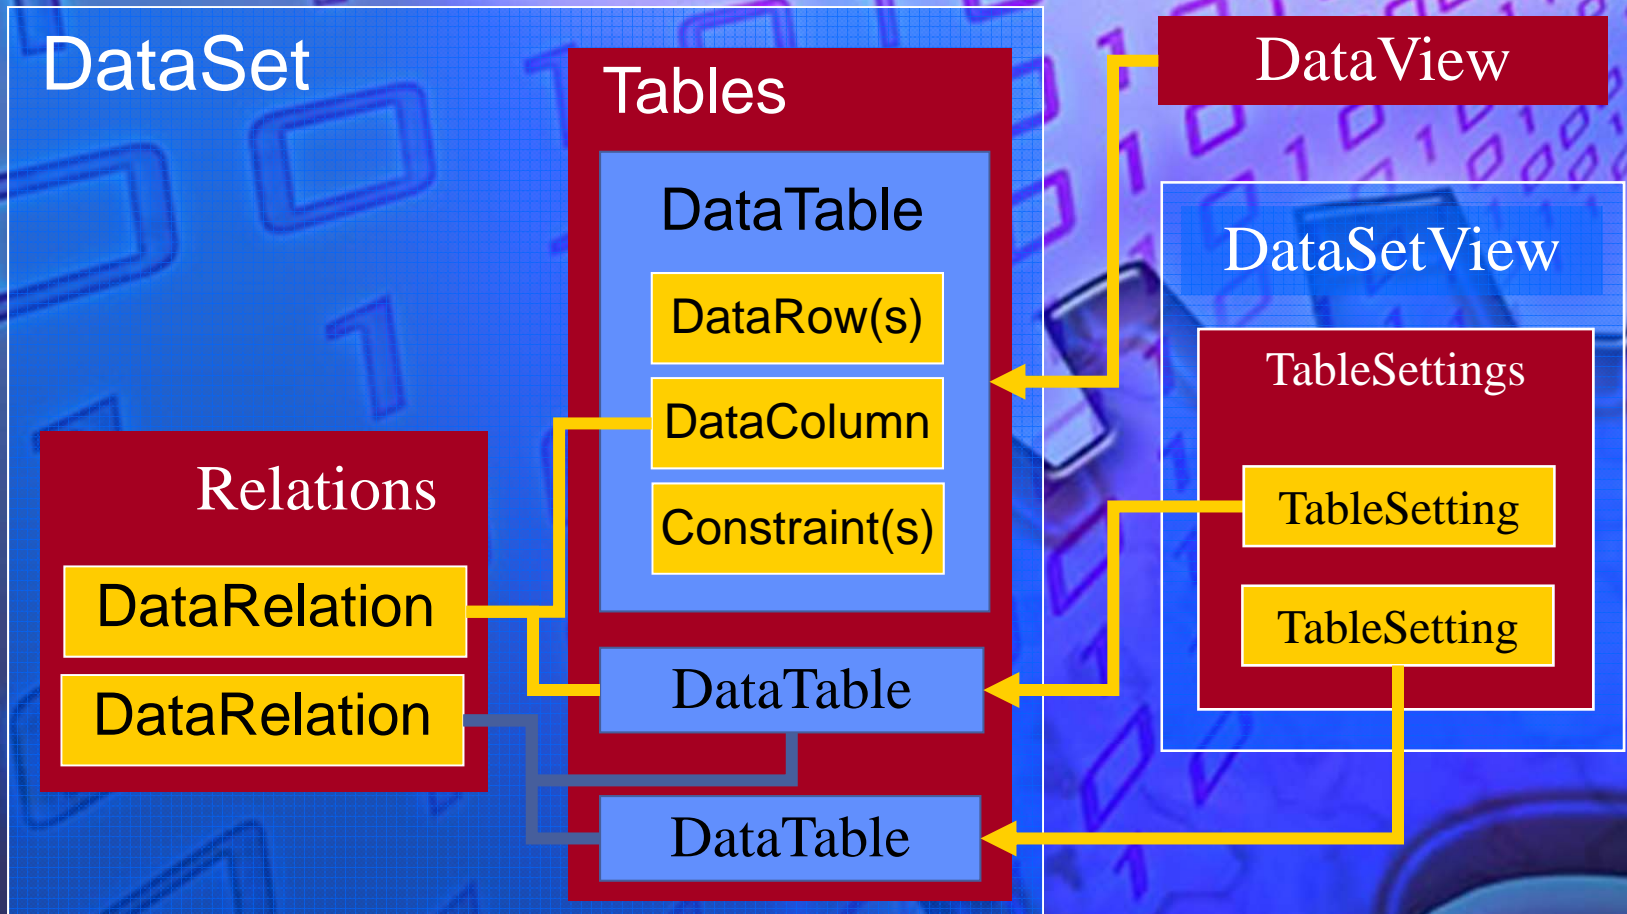 DataSet
Tables
DataTable
DataRow(s)
DataColumn
Constraint(s)
Relations
DataRelation
DataRelation
DataTable
DataTable
DataView
DataSetView
TableSettings
TableSetting
TableSetting